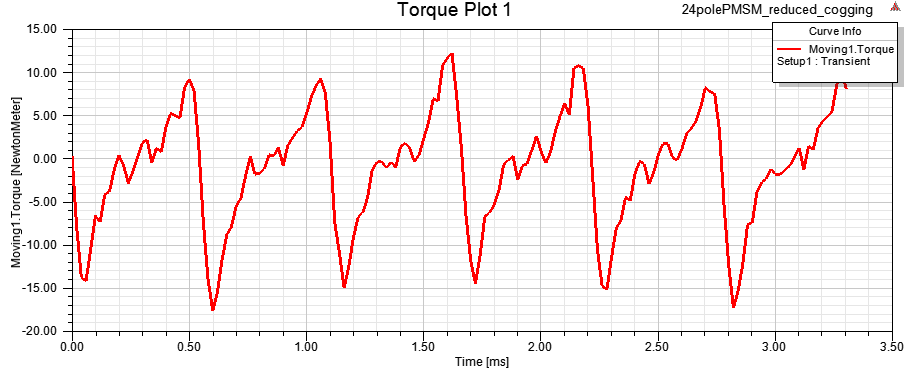 Torque Plot 1
24polePMSM_reduced_cogging
Curve Info
Moving1.Torque
Setup1 : Transient
Moving1.Torque [NewtonMeter]
15.00
10.00
5.00
0.00
-5.00
-10.00
-15.00
-20.00
0.00 0.50 1.00 1.50 2.00 2.50 3.00 3.50
Time [ms]